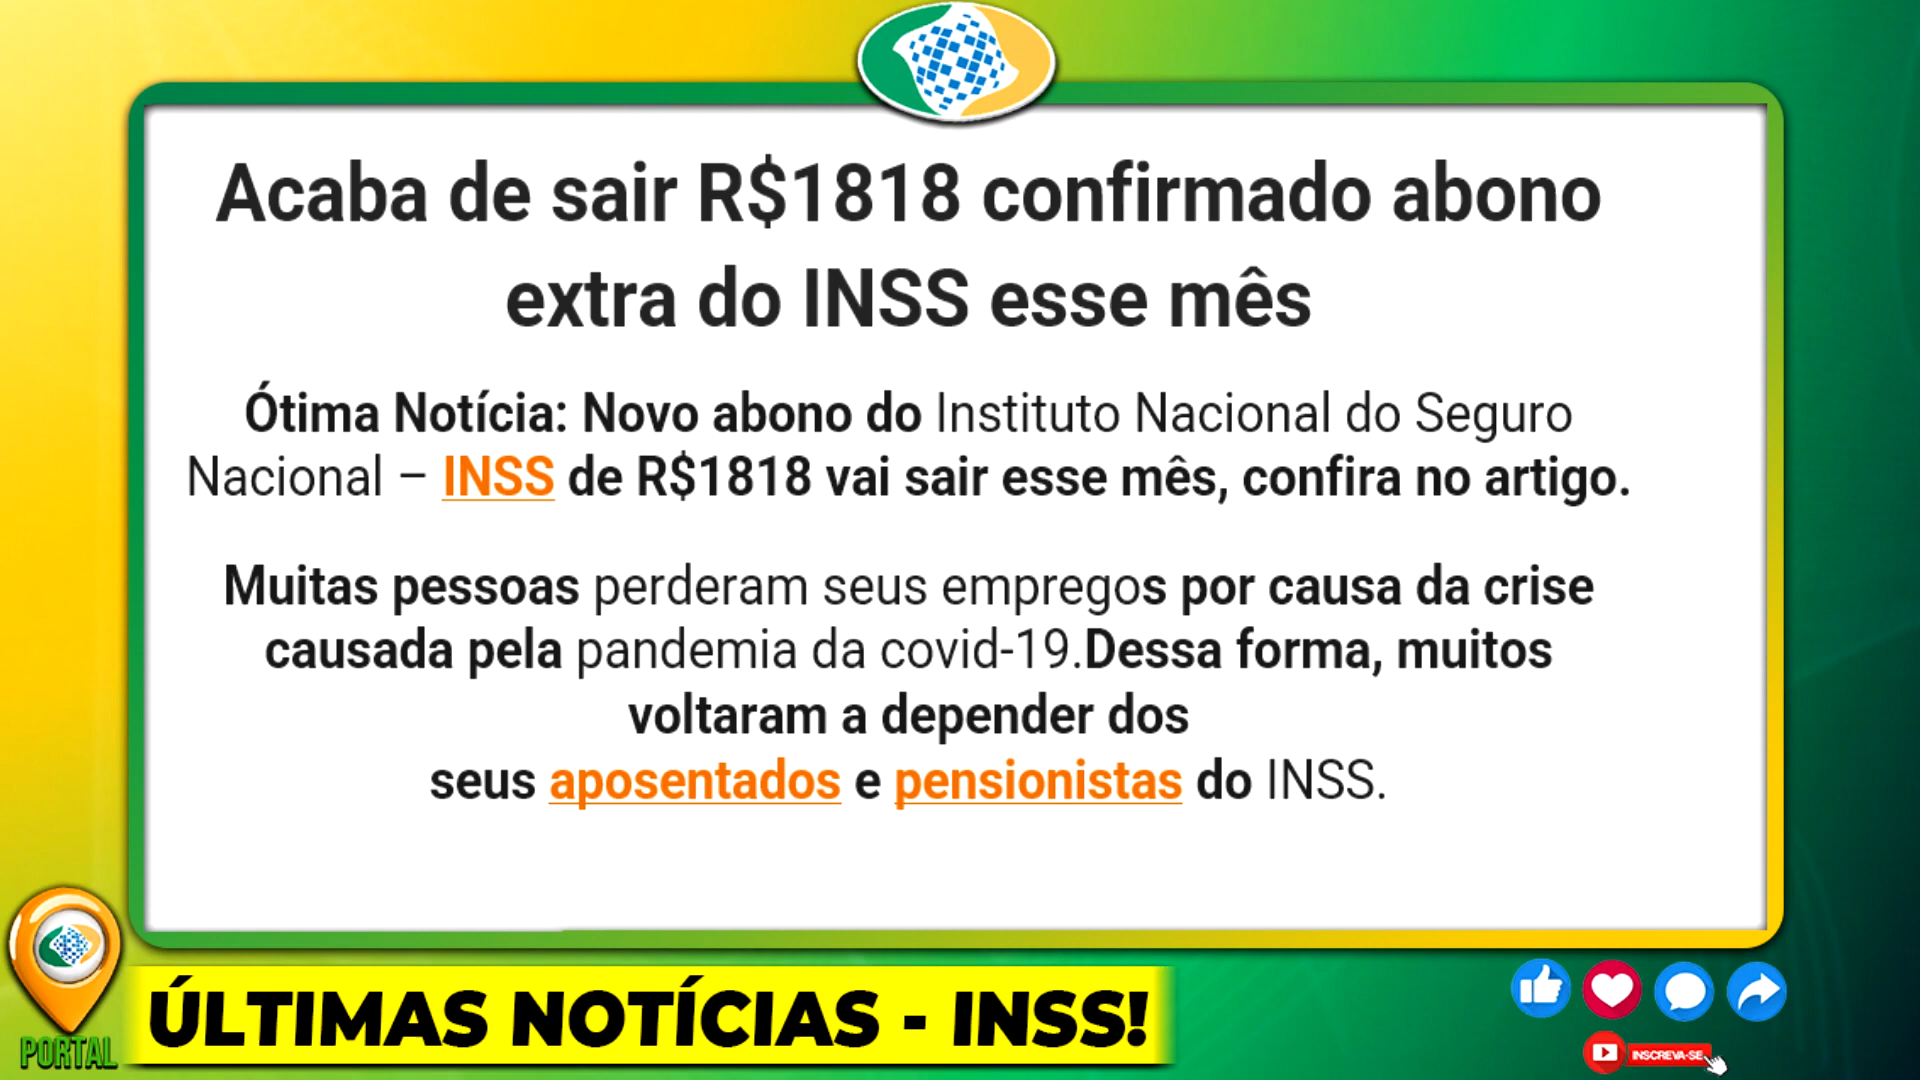 Acaba de sair R$1818 confirmado abono
extra do INSS esse mês
Ótima Notícia: Novo abono do Instituto Nacional do Seguro
Nacional – INSS de R$1818 vai sair esse mês, confira no artigo.
Muitas pessoas perderam seus empregos por causa da crise
causada pela pandemia da covid-19.Dessa forma, muitos
voltaram a depender dos
seus aposentados e pensionistas do INSS.
PORTAL
ÚLTIMAS NOTÍCIAS - INSS!
INSCREVA-SE